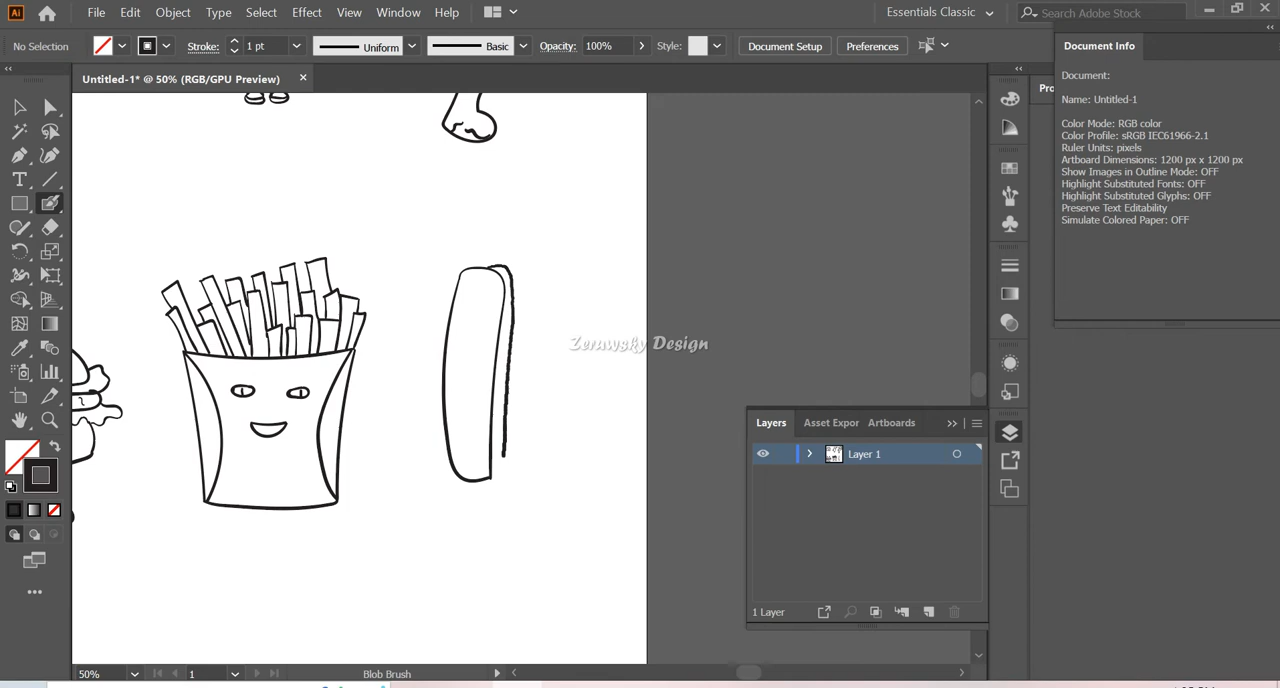 Ai File Edit Object Type Select Effect View Window Help Essentials Classic Search Adobe Stock
No Selection Stroke: 1 pt Uniform Basic Opacity: 100% Style: Document Setup Preferences
Untitled-1* @ 50% (RGB/GPU Preview)
Document Info
Document:
Name: Untitled-1
Color Mode: RGB color
Color Profile: sRGB IEC61966-2.1
Ruler Units: pixels
Artboard Dimensions: 1200 px x 1200 px
Show Images in Outline Mode: OFF
Highlight Substituted Fonts: OFF
Highlight Substituted Glyphs: OFF
Preserve Text Editability
Simulate Colored Paper: OFF
Pro
Zerawsky Design
Layers Asset Expor Artboards
Layer 1
1 Layer
50% 1 Blob Brush